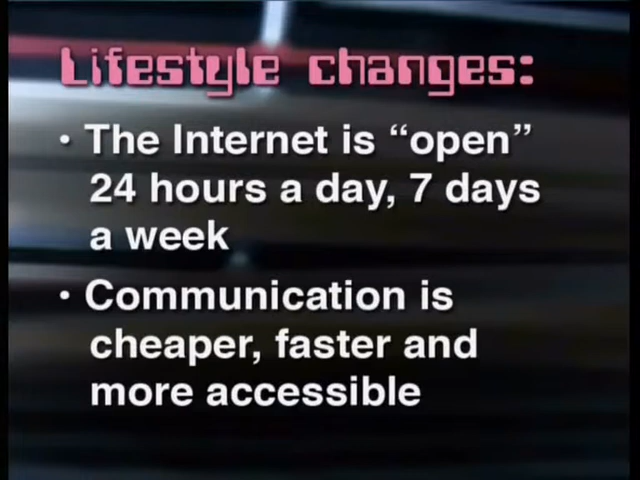 Lifestyle changes:
• The Internet is “open”
24 hours a day, 7 days
a week
• Communication is
cheaper, faster and
more accessible